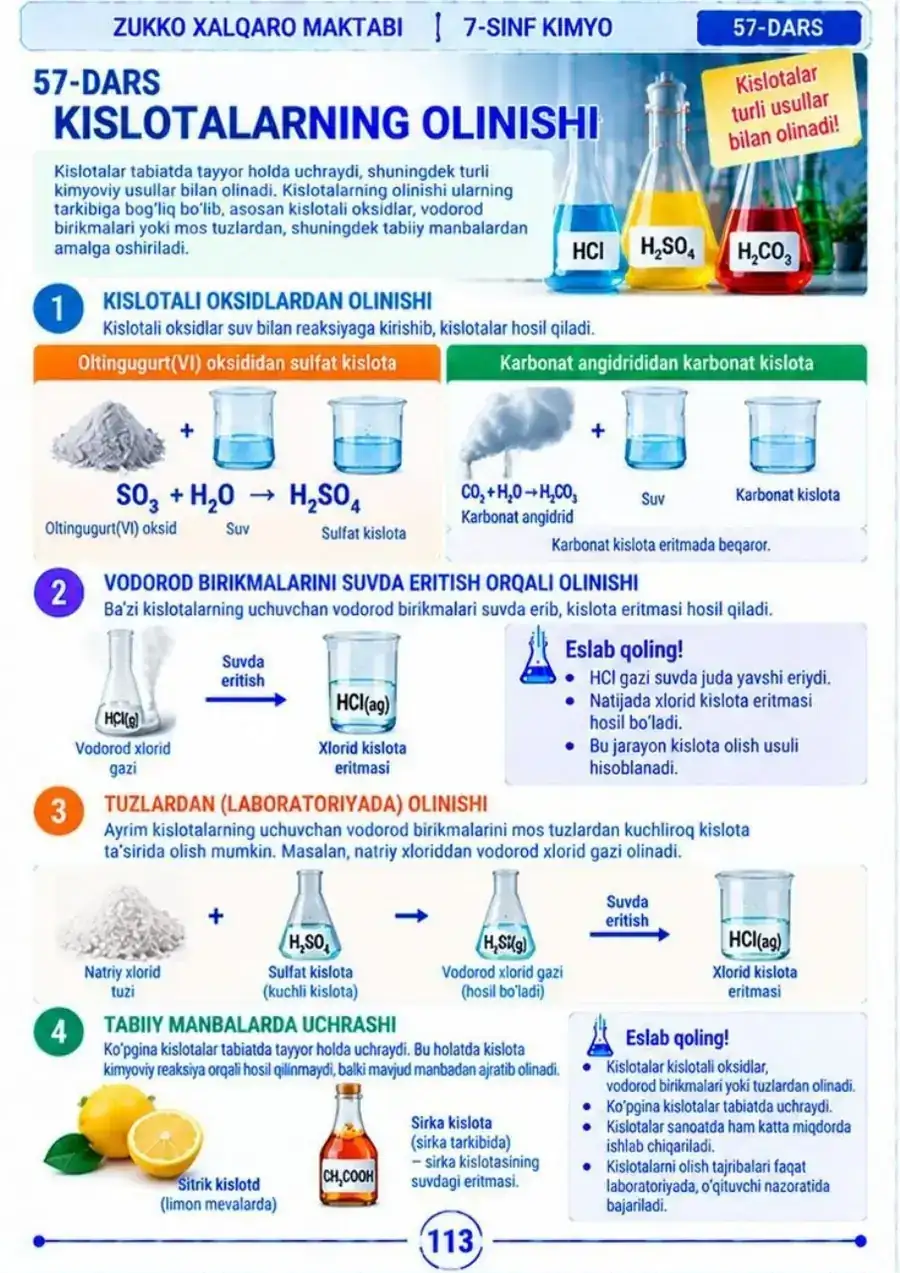 ZUKKO XALQARO MAKTABI | 7-SINF KIMYO
57-DARS
57-DARS
KISLOTALARNING OLINISHI
Kislotalar
turli usullar
bilan olinadi!
Kislotalar tabiatda tayyor holda uchraydi, shuningdek turli
kimyoviy usullar bilan olinadi. Kislotalarning olinishi ularning
tarkibiga bog‘liq bo‘lib, asosan kislotali oksidlar, vodorod
birikmalari yoki mos tuzlardan, shuningdek tabiiy manbalardan
amalga oshiriladi.
HCl
H₂SO₄
H₂CO₃
1
KISLOTALI OKSIDLARDAN OLINISHI
Kislotali oksidlar suv bilan reaksiyaga kirishib, kislotalar hosil qiladi.
Oltingugurt(VI) oksididan sulfat kislota
+
SO₃ + H₂O → H₂SO₄
Oltingugurt(VI) oksid
Suv
Sulfat kislota
Karbonat angidrididan karbonat kislota
+
CO₂+H₂O→H₂CO₃
Karbonat angidrid
Suv
Karbonat kislota
Karbonat kislota eritmada beqaror.
2
VODOROD BIRIKMALARINI SUVDA ERITISH ORQALI OLINISHI
Ba’zi kislotalarning uchuvchan vodorod birikmalari suvda erib, kislota eritmasi hosil qiladi.
HCl(g)
Vodorod xlorid
gazi
Suvda
eritish
HCl(ag)
Xlorid kislota
eritmasi
Eslab qoling!
• HCl gazi suvda juda yavshi eriydi.
• Natijada xlorid kislota eritmasi
hosil bo‘ladi.
• Bu jarayon kislota olish usuli
hisoblanadi.
3
TUZLARDAN (LABORATORIYADA) OLINISHI
Ayrim kislotalarning uchuvchan vodorod birikmalarini mos tuzlardan kuchliroq kislota
ta’sirida olish mumkin. Masalan, natriy xloriddan vodorod xlorid gazi olinadi.
Natriy xlorid
tuzi
+
H₂SO₄
Sulfat kislota
(kuchli kislota)
→
Vodorod xlorid gazi
(hosil bo‘ladi)
Suvda
eritish
HCl(ag)
Xlorid kislota
eritmasi
4
TABIIY MANBALARDA UCHRASHI
Ko‘pgina kislotalar tabiatda tayyor holda uchraydi. Bu holatda kislota
kimyoviy reaksiya orqali hosil qilinmaydi, balki mavjud manbadan ajratib olinadi.
Sitrik kislotd
(limon mevalarda)
CH₃COOH
Sirka kislota
(sirka tarkibida)
– sirka kislotasining
suvdagi eritmasi.
Eslab qoling!
• Kislotalar kislotali oksidlar,
vodorod birikmalari yoki tuzlardan olinadi.
• Ko‘pgina kislotalar tabiatda uchraydi.
• Kislotalar sanoatda ham katta miqdorda
ishlab chiqariladi.
• Kislotalarni olish tajribalari faqat
laboratoriyada, o‘qituvchi nazoratida
bajariladi.
113